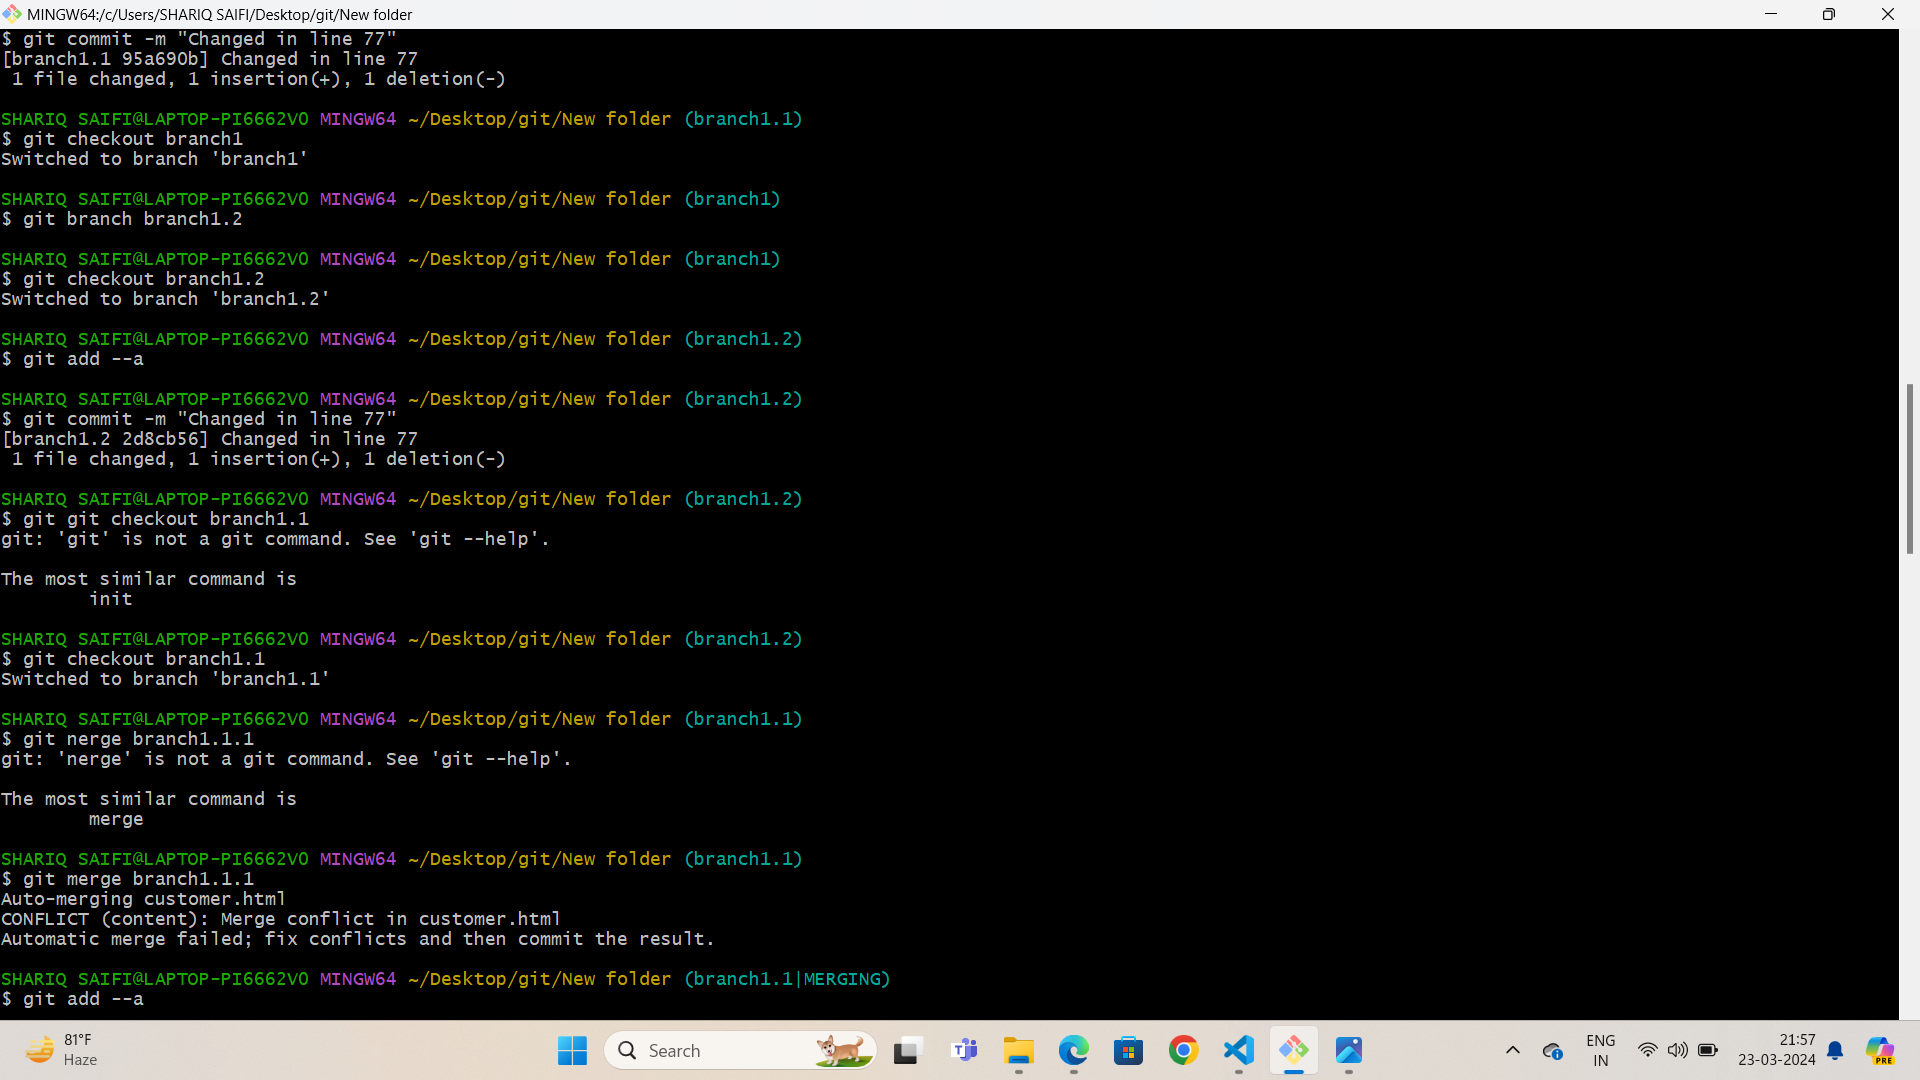 MINGW64:/c/Users/SHARIQ SAIFI/Desktop/git/New folder
$ git commit -m "Changed in line 77"
[branch1.1 95a690b] Changed in line 77
 1 file changed, 1 insertion(+), 1 deletion(-)
SHARIQ SAIFI@LAPTOP-PI6662V0 MINGW64 ~/Desktop/git/New folder (branch1.1)
$ git checkout branch1
Switched to branch 'branch1'
SHARIQ SAIFI@LAPTOP-PI6662V0 MINGW64 ~/Desktop/git/New folder (branch1)
$ git branch branch1.2
SHARIQ SAIFI@LAPTOP-PI6662V0 MINGW64 ~/Desktop/git/New folder (branch1)
$ git checkout branch1.2
Switched to branch 'branch1.2'
SHARIQ SAIFI@LAPTOP-PI6662V0 MINGW64 ~/Desktop/git/New folder (branch1.2)
$ git add --a
SHARIQ SAIFI@LAPTOP-PI6662V0 MINGW64 ~/Desktop/git/New folder (branch1.2)
$ git commit -m "Changed in line 77"
[branch1.2 2d8cb56] Changed in line 77
 1 file changed, 1 insertion(+), 1 deletion(-)
SHARIQ SAIFI@LAPTOP-PI6662V0 MINGW64 ~/Desktop/git/New folder (branch1.2)
$ git git checkout branch1.1
git: 'git' is not a git command. See 'git --help'.
The most similar command is
        init
SHARIQ SAIFI@LAPTOP-PI6662V0 MINGW64 ~/Desktop/git/New folder (branch1.2)
$ git checkout branch1.1
Switched to branch 'branch1.1'
SHARIQ SAIFI@LAPTOP-PI6662V0 MINGW64 ~/Desktop/git/New folder (branch1.1)
$ git nerge branch1.1.1
git: 'nerge' is not a git command. See 'git --help'.
The most similar command is
        merge
SHARIQ SAIFI@LAPTOP-PI6662V0 MINGW64 ~/Desktop/git/New folder (branch1.1)
$ git merge branch1.1.1
Auto-merging customer.html
CONFLICT (content): Merge conflict in customer.html
Automatic merge failed; fix conflicts and then commit the result.
SHARIQ SAIFI@LAPTOP-PI6662V0 MINGW64 ~/Desktop/git/New folder (branch1.1|MERGING)
$ git add --a
81°F
Haze
Search
ENG
IN
21:57
23-03-2024
PRE